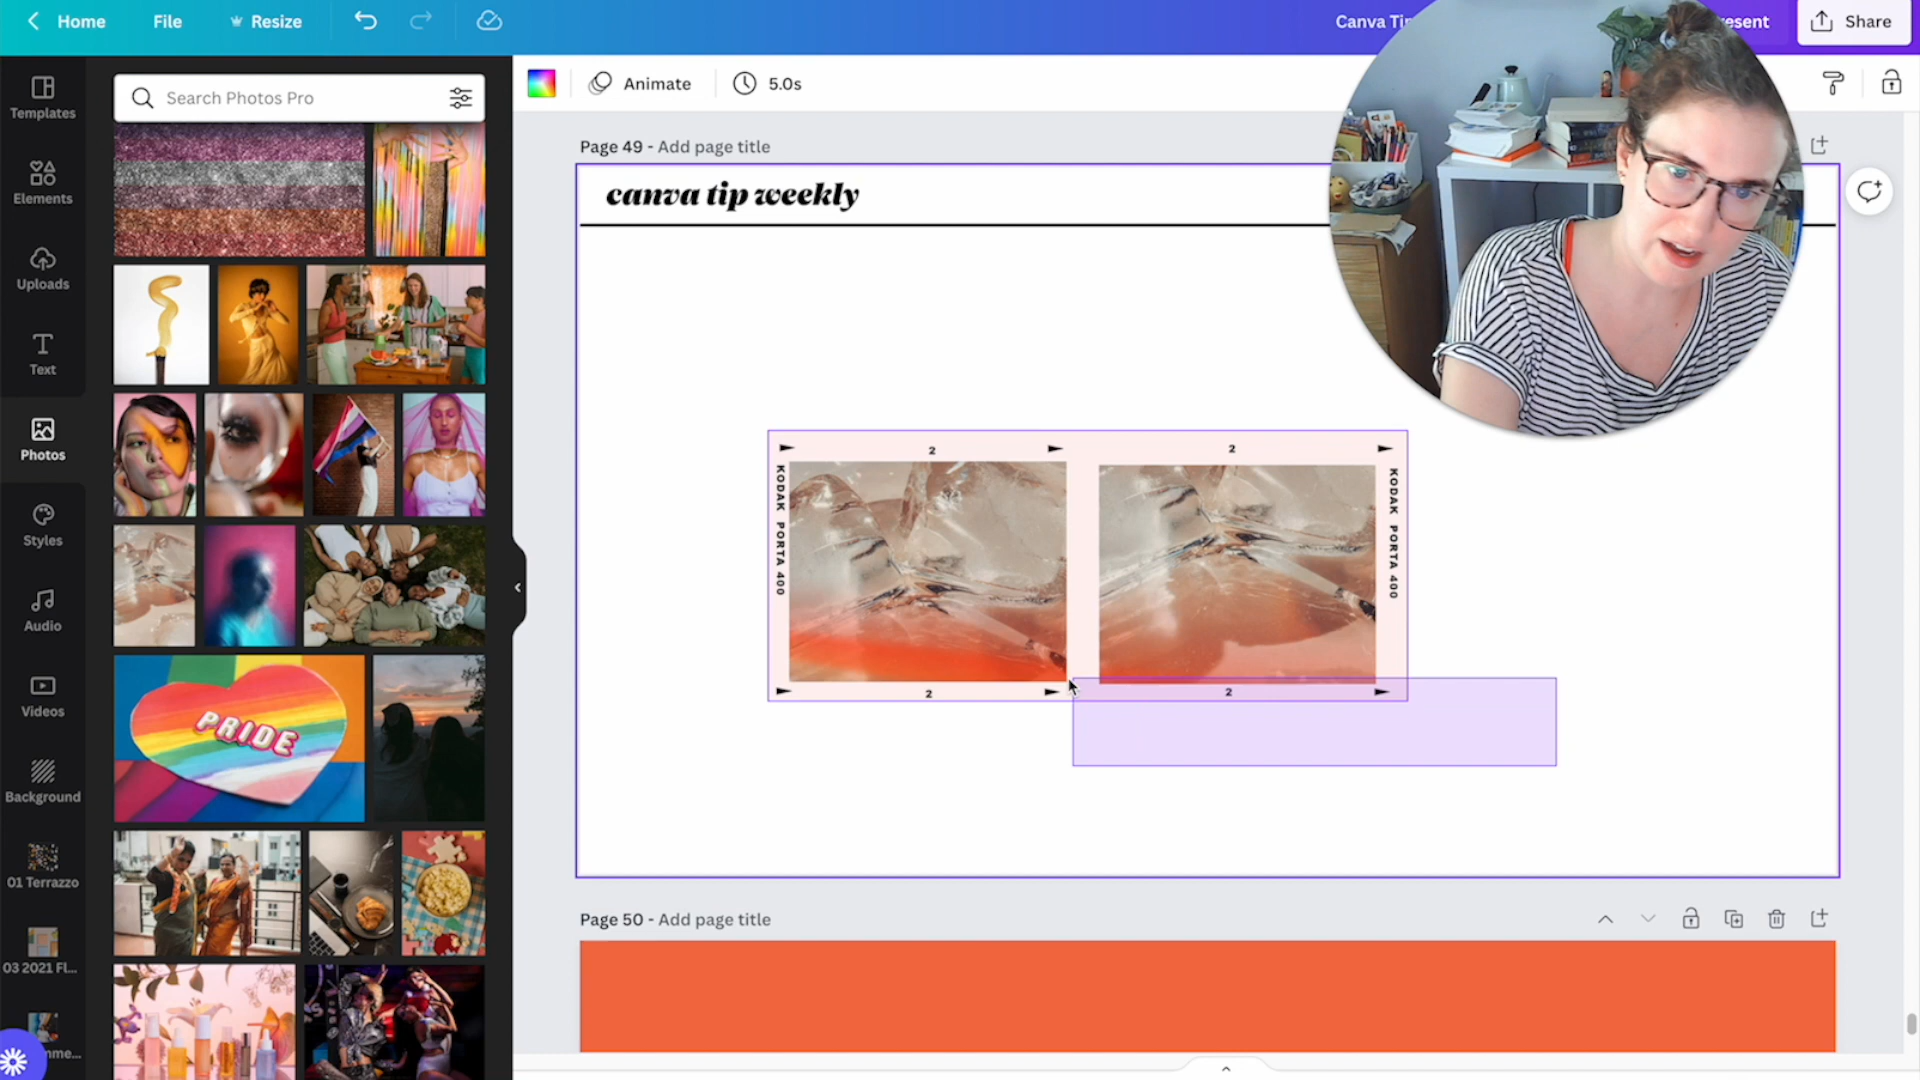 Home
File
Resize
Canva Tip
esent
Share
Templates
Elements
Uploads
Text
Photos
Styles
Audio
Videos
Background
01 Terrazzo
03 2021 Fl...
mme...
Search Photos Pro
PRIDE
Animate
5.0s
Page 49 - Add page title
canva tip weekly
2
2
KODAK PORTA 400
KODAK PORTA 400
2
2
Page 50 - Add page title